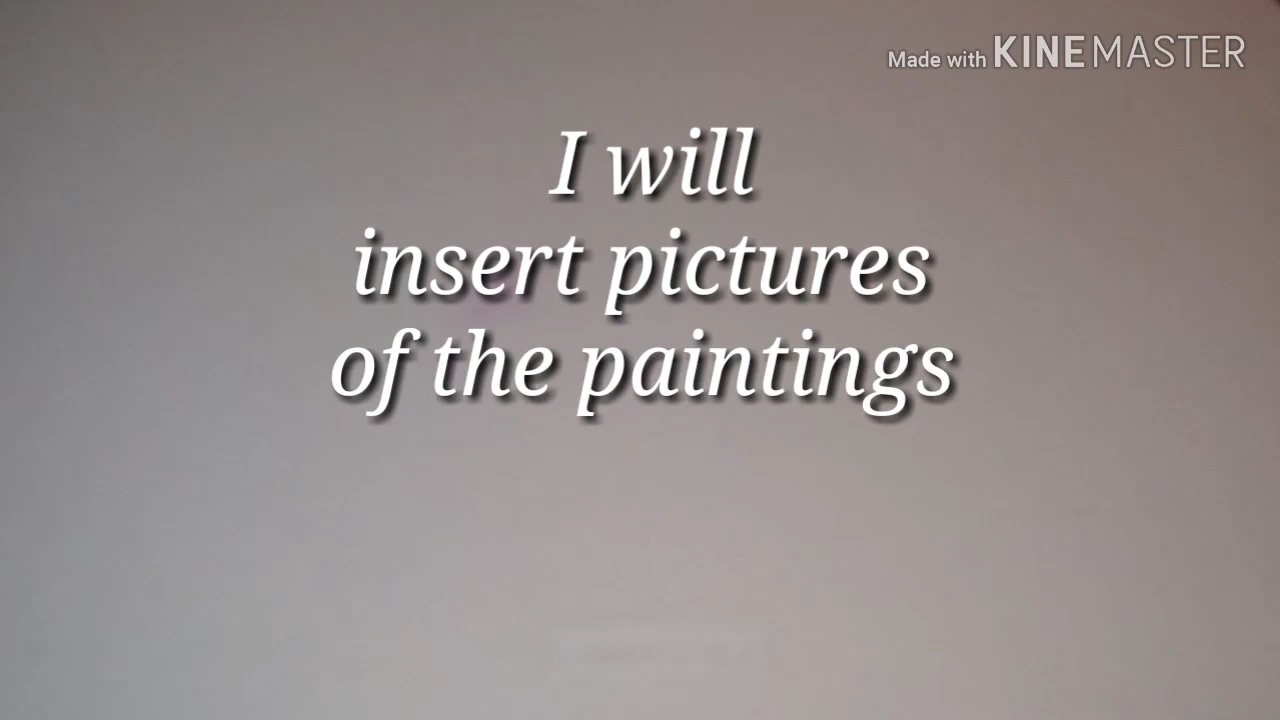 Made with KINEMASTER
I will
insert pictures
of the paintings